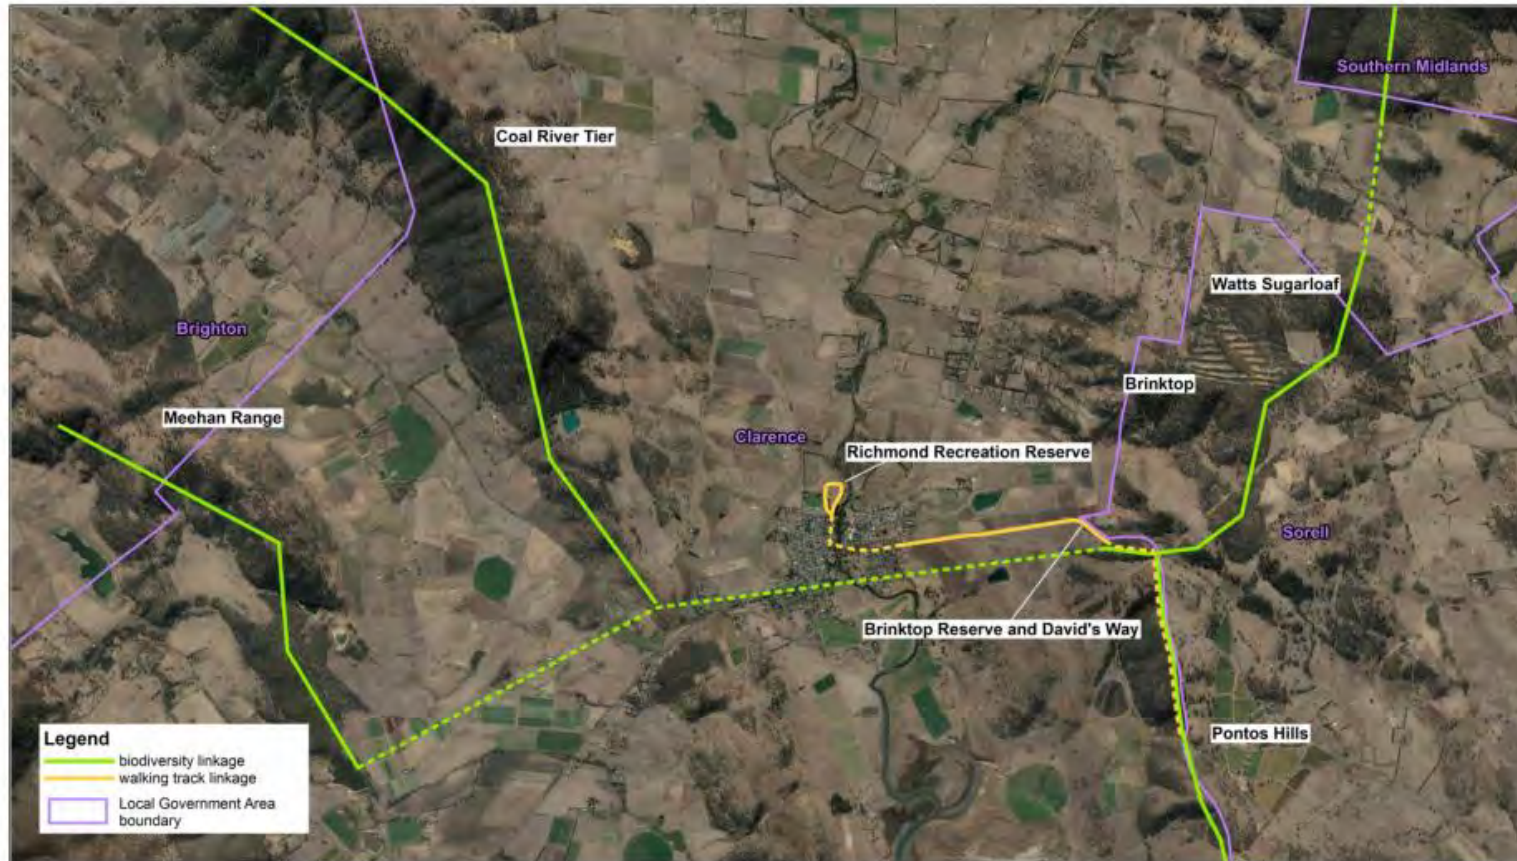 Southern Midlands
Coal River Tier
Watts Sugarloaf
Brighton
Brinktop
Meehan Range
Clarence
Richmond Recreation Reserve
Sorell
Brinktop Reserve and David's Way
Pontos Hills
Legend
biodiversity linkage
walking track linkage
Local Government Area
boundary